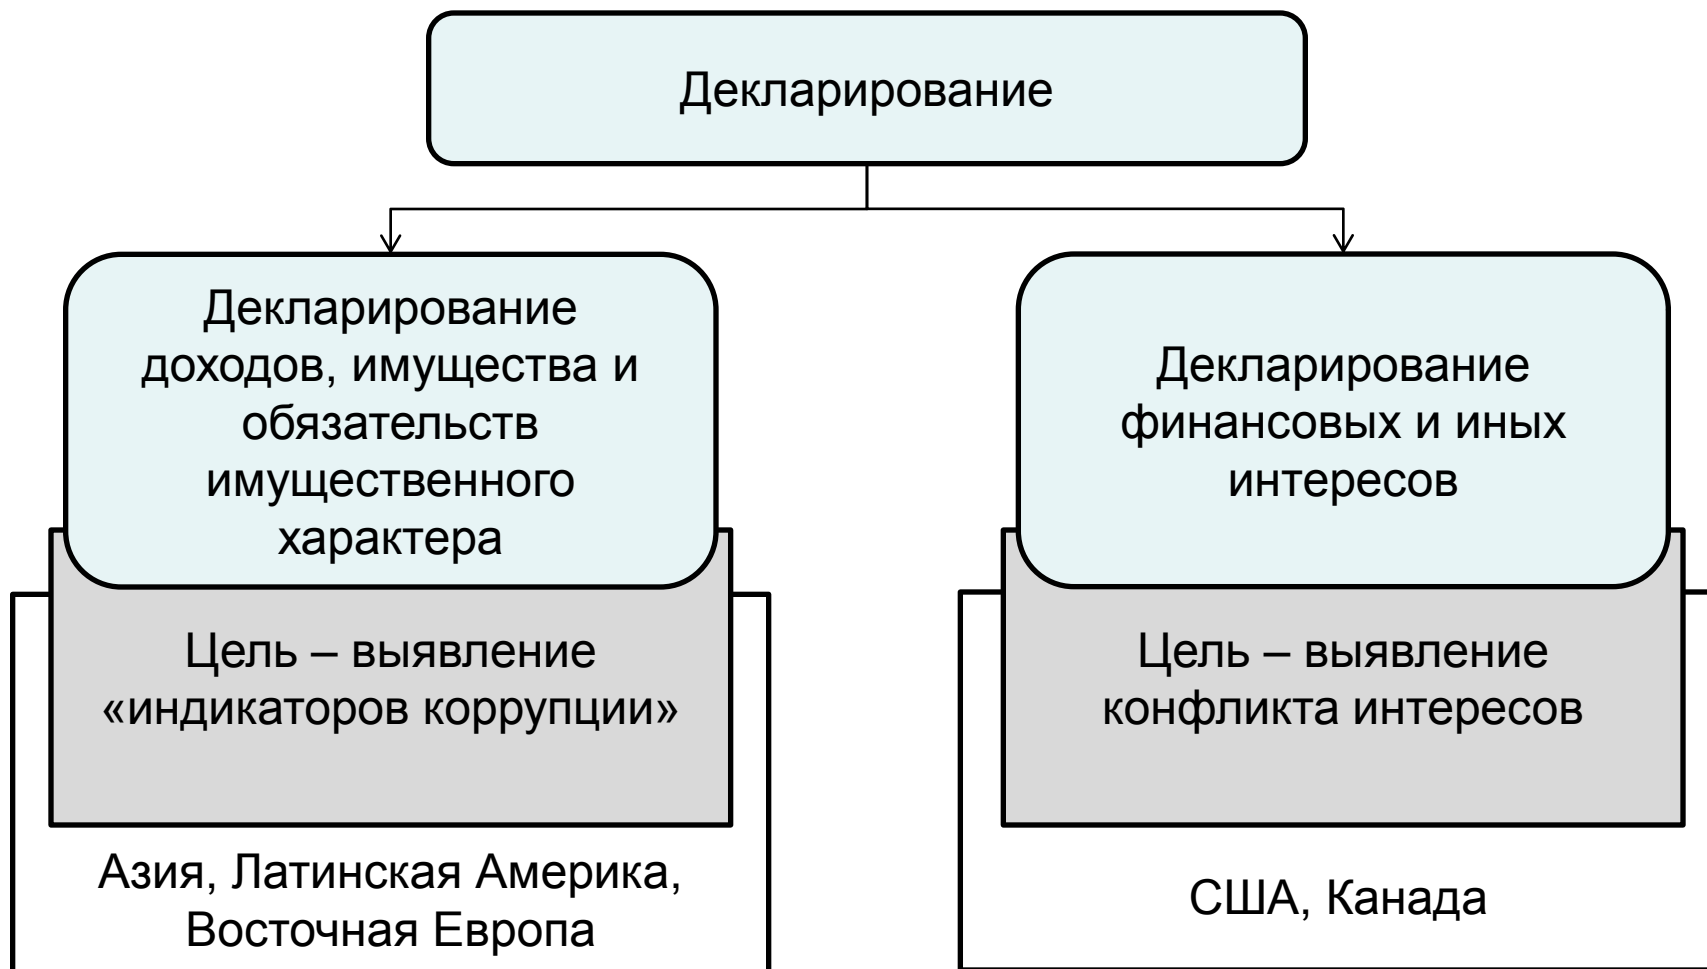 Декларирование
Декларирование
доходов, имущества и
обязательств
имущественного
характера
Цель – выявление
«индикаторов коррупции»
Азия, Латинская Америка,
Восточная Европа
Декларирование
финансовых и иных
интересов
Цель – выявление
конфликта интересов
США, Канада